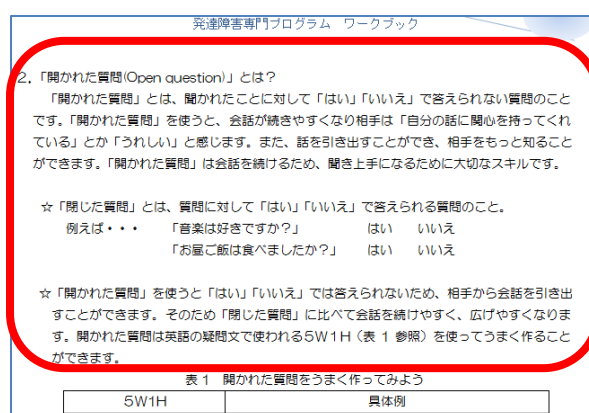 発達障害専門プログラム　ワークブック
2．「開かれた質問(Open question)」とは？
「開かれた質問」とは、聞かれたことに対して「はい」「いいえ」で答えられない質問のこと
です。「開かれた質問」を使うと、会話が続きやすくなり相手は「自分の話に関心を持ってくれ
ている」とか「うれしい」と感じます。また、話を引き出すことができ、相手をもっと知ること
ができます。「開かれた質問」は会話を続けるため、聞き上手になるために大切なスキルです。
☆「閉じた質問」とは、質問に対して「はい」「いいえ」で答えられる質問のこと。
例えば・・・　「音楽は好きですか？」　はい　いいえ
「お昼ご飯は食べましたか？」　はい　いいえ
☆「開かれた質問」を使うと「はい」「いいえ」では答えられないため、相手から会話を引き出
すことができます。そのため「閉じた質問」に比べて会話を続けやすく、広げやすくなりま
す。開かれた質問は英語の疑問文で使われる5W1H（表 1 参照）を使ってうまく作ること
ができます。
表 1　開かれた質問をうまく作ってみよう
5W1H　具体例